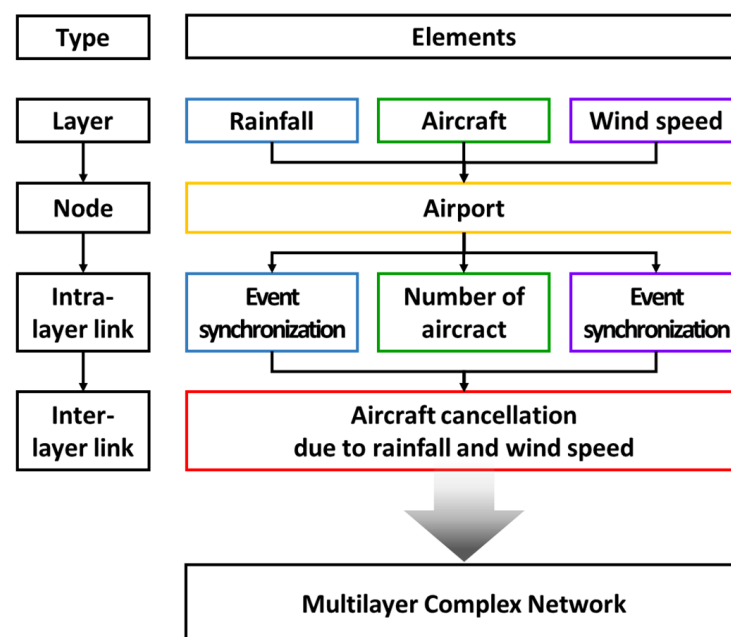 Type
Elements
Layer
Rainfall
Aircraft
Wind speed
Node
Airport
Intra-
layer link
Event
synchronization
Number of
aircract
Event
synchronization
Inter-
layer link
Aircraft cancellation
due to rainfall and wind speed
Multilayer Complex Network